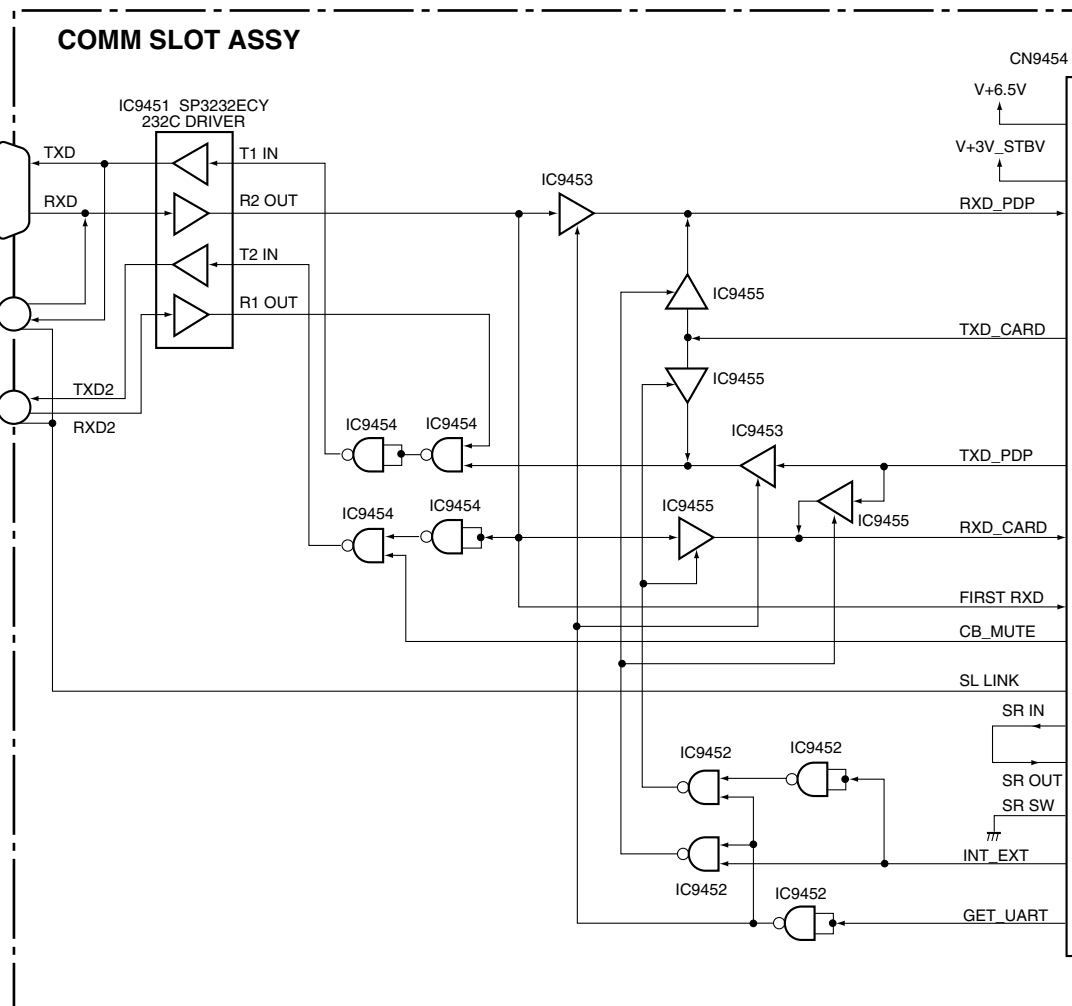 COMM SLOT ASSY
CN9454
V+6.5V
IC9451 SP3232ECY
232C DRIVER
V+3V_STBV
TXD
T1 IN
IC9453
RXD
R2 OUT
RXD_PDP
T2 IN
IC9455
R1 OUT
TXD_CARD
IC9455
TXD2
RXD2
IC9454
IC9454
IC9453
TXD_PDP
IC9454
IC9454
IC9455
IC9455
RXD_CARD
FIRST RXD
CB_MUTE
SL LINK
SR IN
IC9452
IC9452
SR OUT
SR SW
INT_EXT
IC9452
IC9452
GET_UART